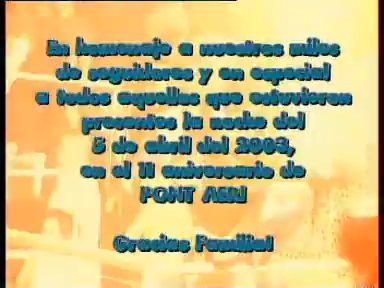 En homenaje a nuestros miles
de seguidores y en especial
a todos aquellos que estuvieron
presentes la noche del
5 de abril del 2003,
en el 11 aniversario de
PONT AERI
Gracias Familia!